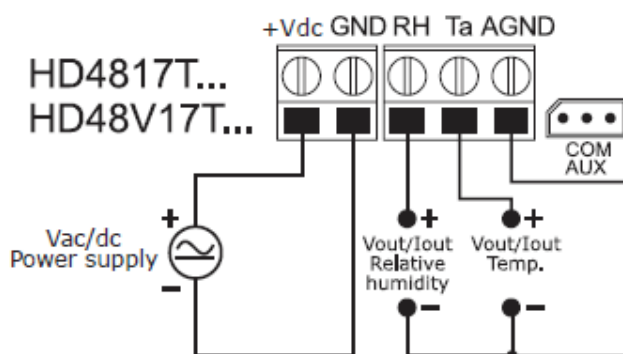 +Vdc GND RH Ta AGND
HD4817T...
HD48V17T...
COM
AUX
+
Vac/dc
Power supply
−
+
Vout/Iout
Relative
humidity
−
+
Vout/Iout
Temp.
−